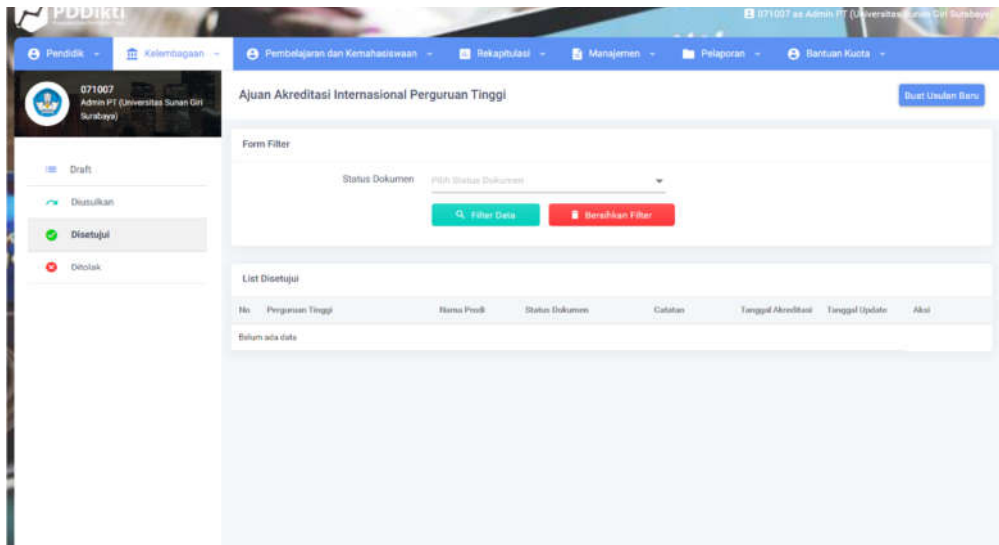 PDDikti
071007 as Admin PT (Universitas Sunan Giri Surabaya)
Pendidik
Kelembagaan
Pembelajaran dan Kemahasiswaan
Rekapitulasi
Manajemen
Pelaporan
Bantuan Kuota
071007
Admin PT (Universitas Sunan Giri
Surabaya)
Draft
Diusulkan
Disetujui
Ditolak
Ajuan Akreditasi Internasional Perguruan Tinggi
Buat Usulan Baru
Form Filter
Status Dokumen
Pilih Status Dokumen
Filter Data
Bersihkan Filter
List Disetujui
No Perguruan Tinggi Nama Prodi Status Dokumen Catatan Tanggal Akreditasi Tanggal Update Aksi
Belum ada data